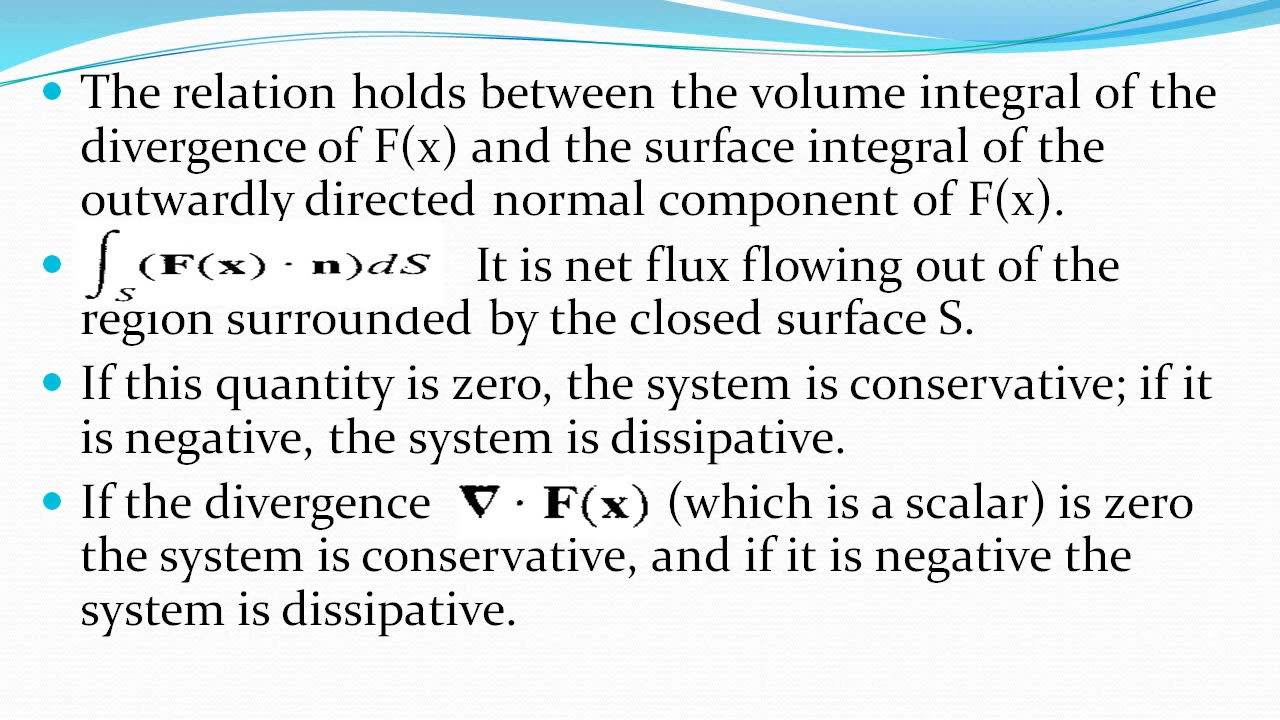 • The relation holds between the volume integral of the
divergence of F(x) and the surface integral of the
outwardly directed normal component of F(x).
• ∫_S (F(x) · n)dS It is net flux flowing out of the
region surrounded by the closed surface S.
• If this quantity is zero, the system is conservative; if it
is negative, the system is dissipative.
• If the divergence ∇ · F(x) (which is a scalar) is zero
the system is conservative, and if it is negative the
system is dissipative.